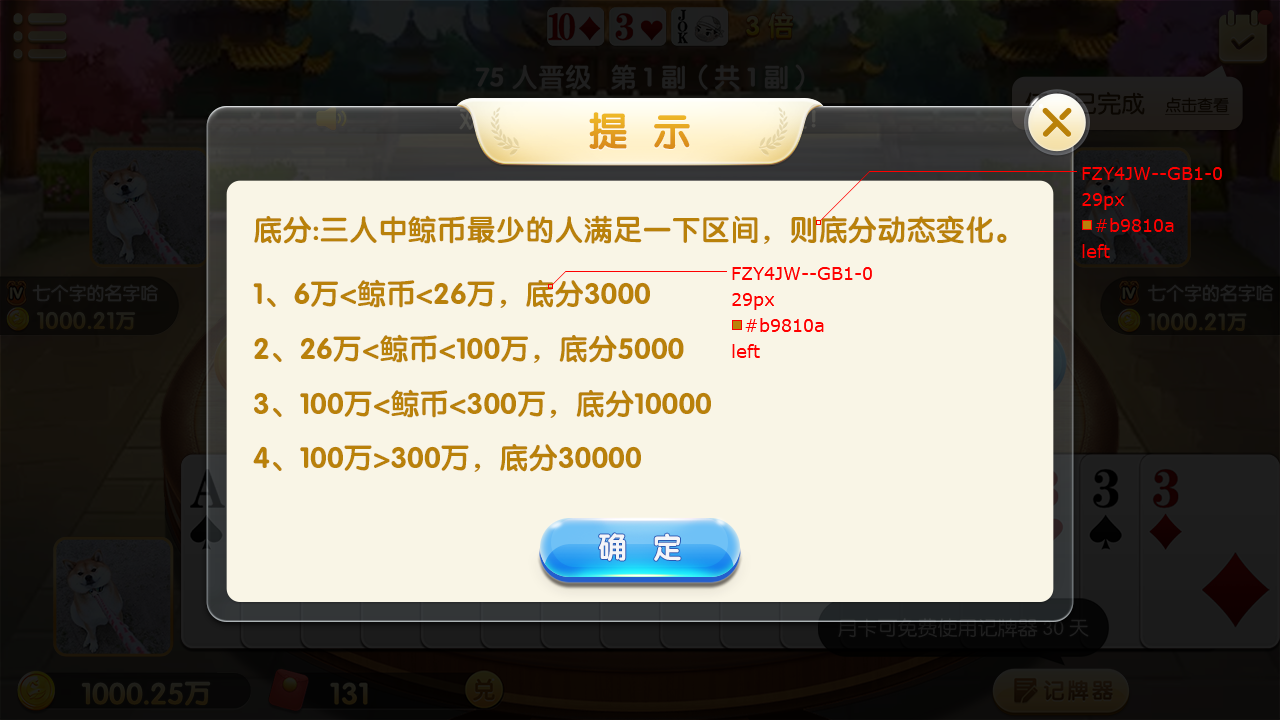 10 3 JOK 3 倍
75 人晋级 第 1 副（共 1 副）
已完成 点击查看
提 示
FZY4JW--GB1-0
29px
#b9810a
left
底分:三人中鲸币最少的人满足一下区间，则底分动态变化。
FZY4JW--GB1-0
29px
#b9810a
left
1、6万<鲸币<26万，底分3000
IV 七个字的名字哈
1000.21万
IV 七个字的名字哈
1000.21万
2、26万<鲸币<100万，底分5000
3、100万<鲸币<300万，底分10000
4、100万>300万，底分30000
A
3
3
确 定
月卡可免费使用记牌器 30 天
1000.25万
131
兑
记牌器